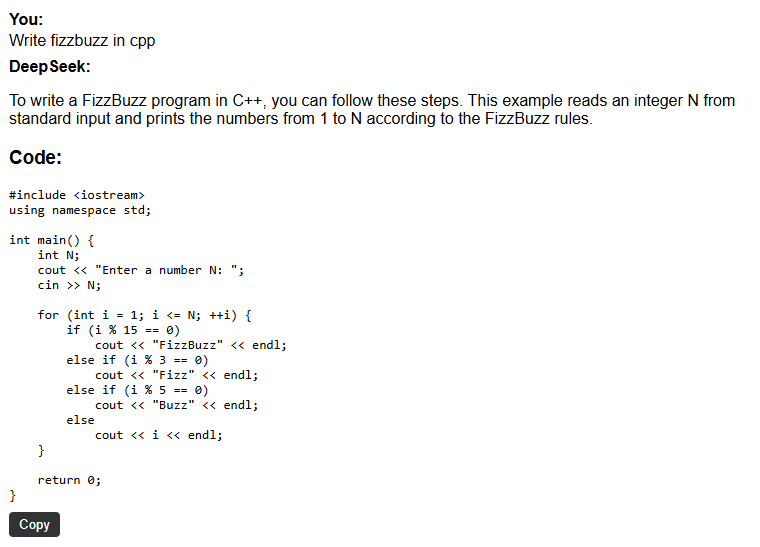 You:
Write fizzbuzz in cpp
DeepSeek:
To write a FizzBuzz program in C++, you can follow these steps. This example reads an integer N from
standard input and prints the numbers from 1 to N according to the FizzBuzz rules.
Code:
#include <iostream>
using namespace std;

int main() {
    int N;
    cout << "Enter a number N: ";
    cin >> N;

    for (int i = 1; i <= N; ++i) {
        if (i % 15 == 0)
            cout << "FizzBuzz" << endl;
        else if (i % 3 == 0)
            cout << "Fizz" << endl;
        else if (i % 5 == 0)
            cout << "Buzz" << endl;
        else
            cout << i << endl;
    }

    return 0;
}
Copy